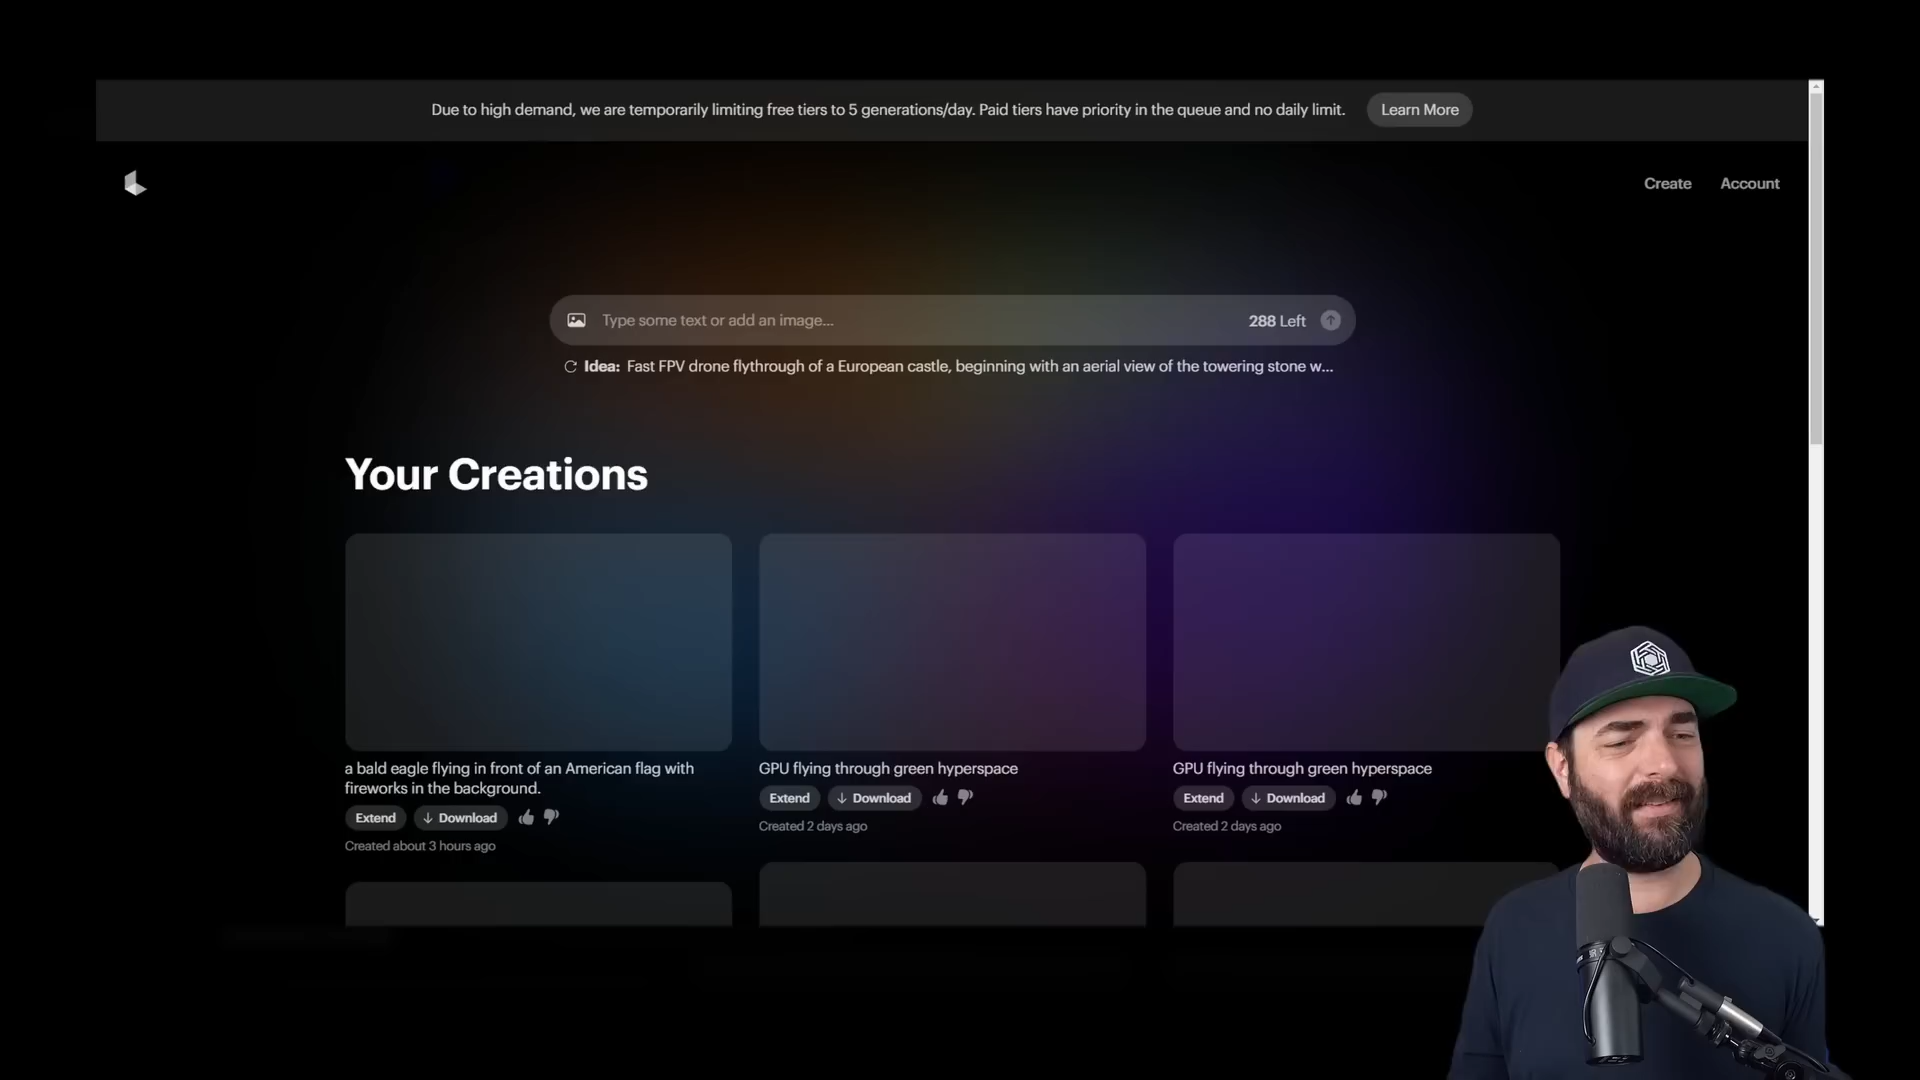 Due to high demand, we are temporarily limiting free tiers to 5 generations/day. Paid tiers have priority in the queue and no daily limit. Learn More
Create Account
Type some text or add an image... 288 Left
Idea: Fast FPV drone flythrough of a European castle, beginning with an aerial view of the towering stone w...
Your Creations
a bald eagle flying in front of an American flag with
fireworks in the background.
Extend Download
Created about 3 hours ago
GPU flying through green hyperspace
Extend Download
Created 2 days ago
GPU flying through green hyperspace
Extend Download
Created 2 days ago